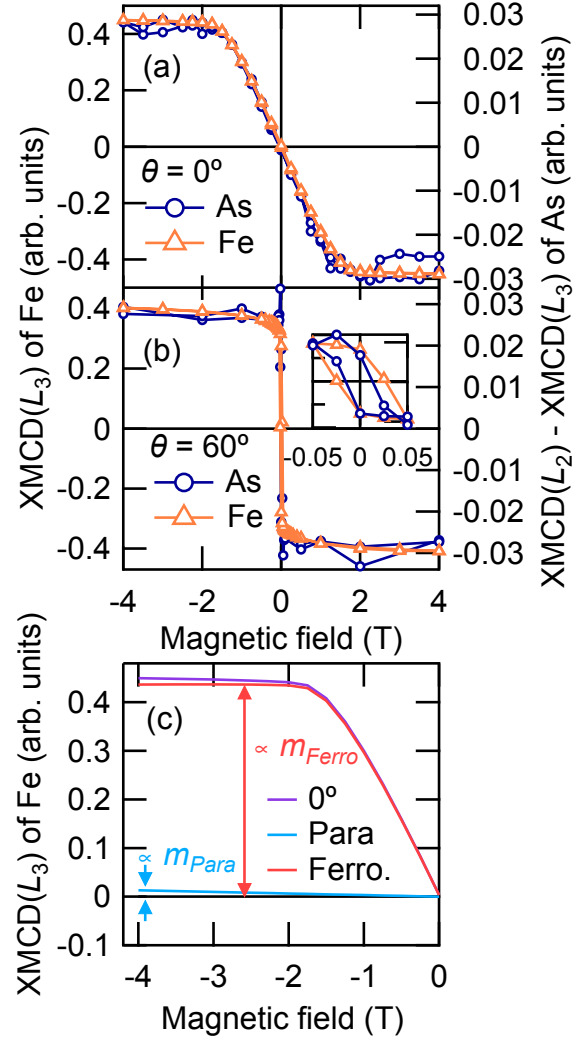 XMCD(L3) of Fe (arb. units)
0.4
0.2
0
-0.2
-0.4
(a)
θ = 0º
As
Fe
0.03
0.02
0.01
0
-0.01
-0.02
-0.03
XMCD(L2) - XMCD(L3) of As (arb. units)
0.4
0.2
0
-0.2
-0.4
(b)
θ = 60º
As
Fe
-0.05 0 0.05
0.03
0.02
0.01
0
-0.01
-0.02
-0.03
-4 -2 0 2 4
Magnetic field (T)
XMCD(L3) of Fe (arb. units)
0.4
0.3
0.2
0.1
0
-0.1
(c)
∝ mFerro
0º
Para
Ferro.
∝ mPara
-4 -3 -2 -1 0
Magnetic field (T)